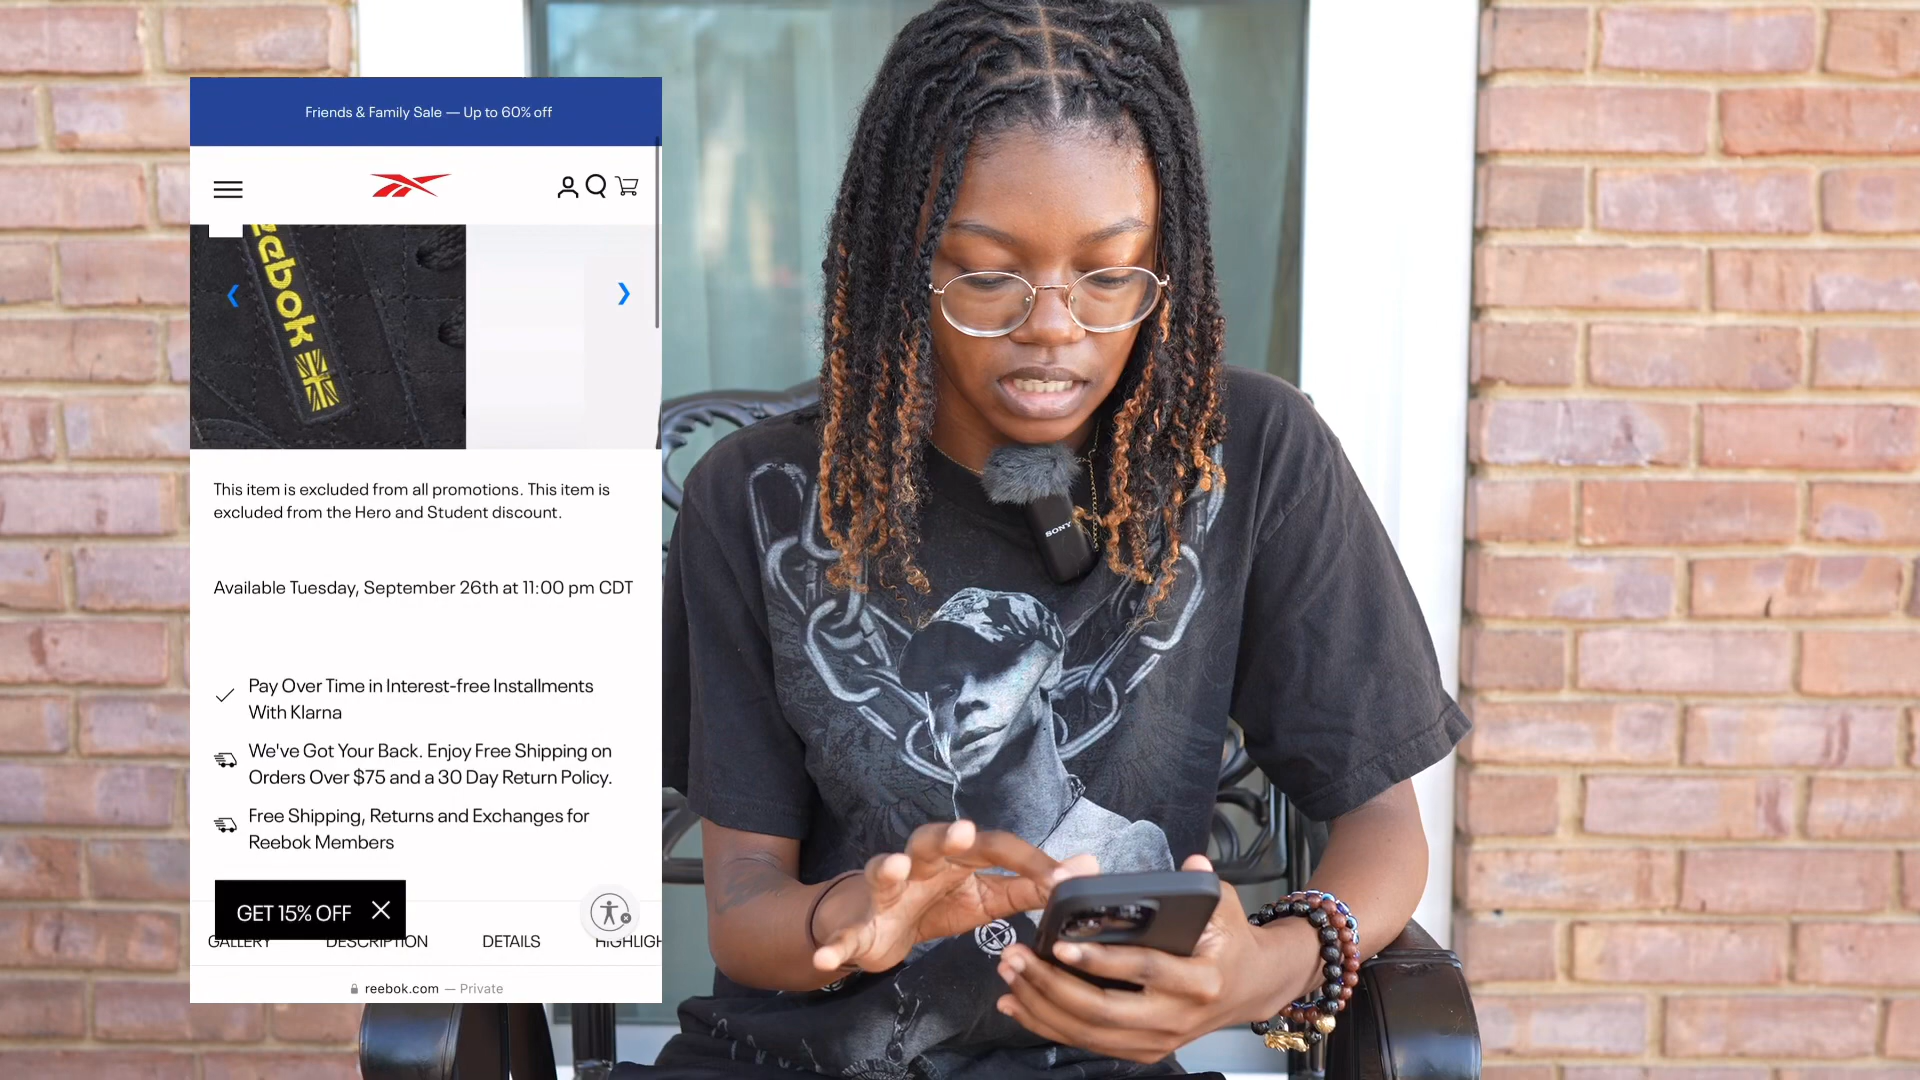 Friends & Family Sale — Up to 60% off
eebok
This item is excluded from all promotions. This item is
excluded from the Hero and Student discount.
Available Tuesday, September 26th at 11:00 pm CDT
Pay Over Time in Interest-free Installments
With Klarna
We've Got Your Back. Enjoy Free Shipping on
Orders Over $75 and a 30 Day Return Policy.
Free Shipping, Returns and Exchanges for
Reebok Members
GET 15% OFF
GALLERY DESCRIPTION DETAILS HIGHLIGH
reebok.com — Private
SONY